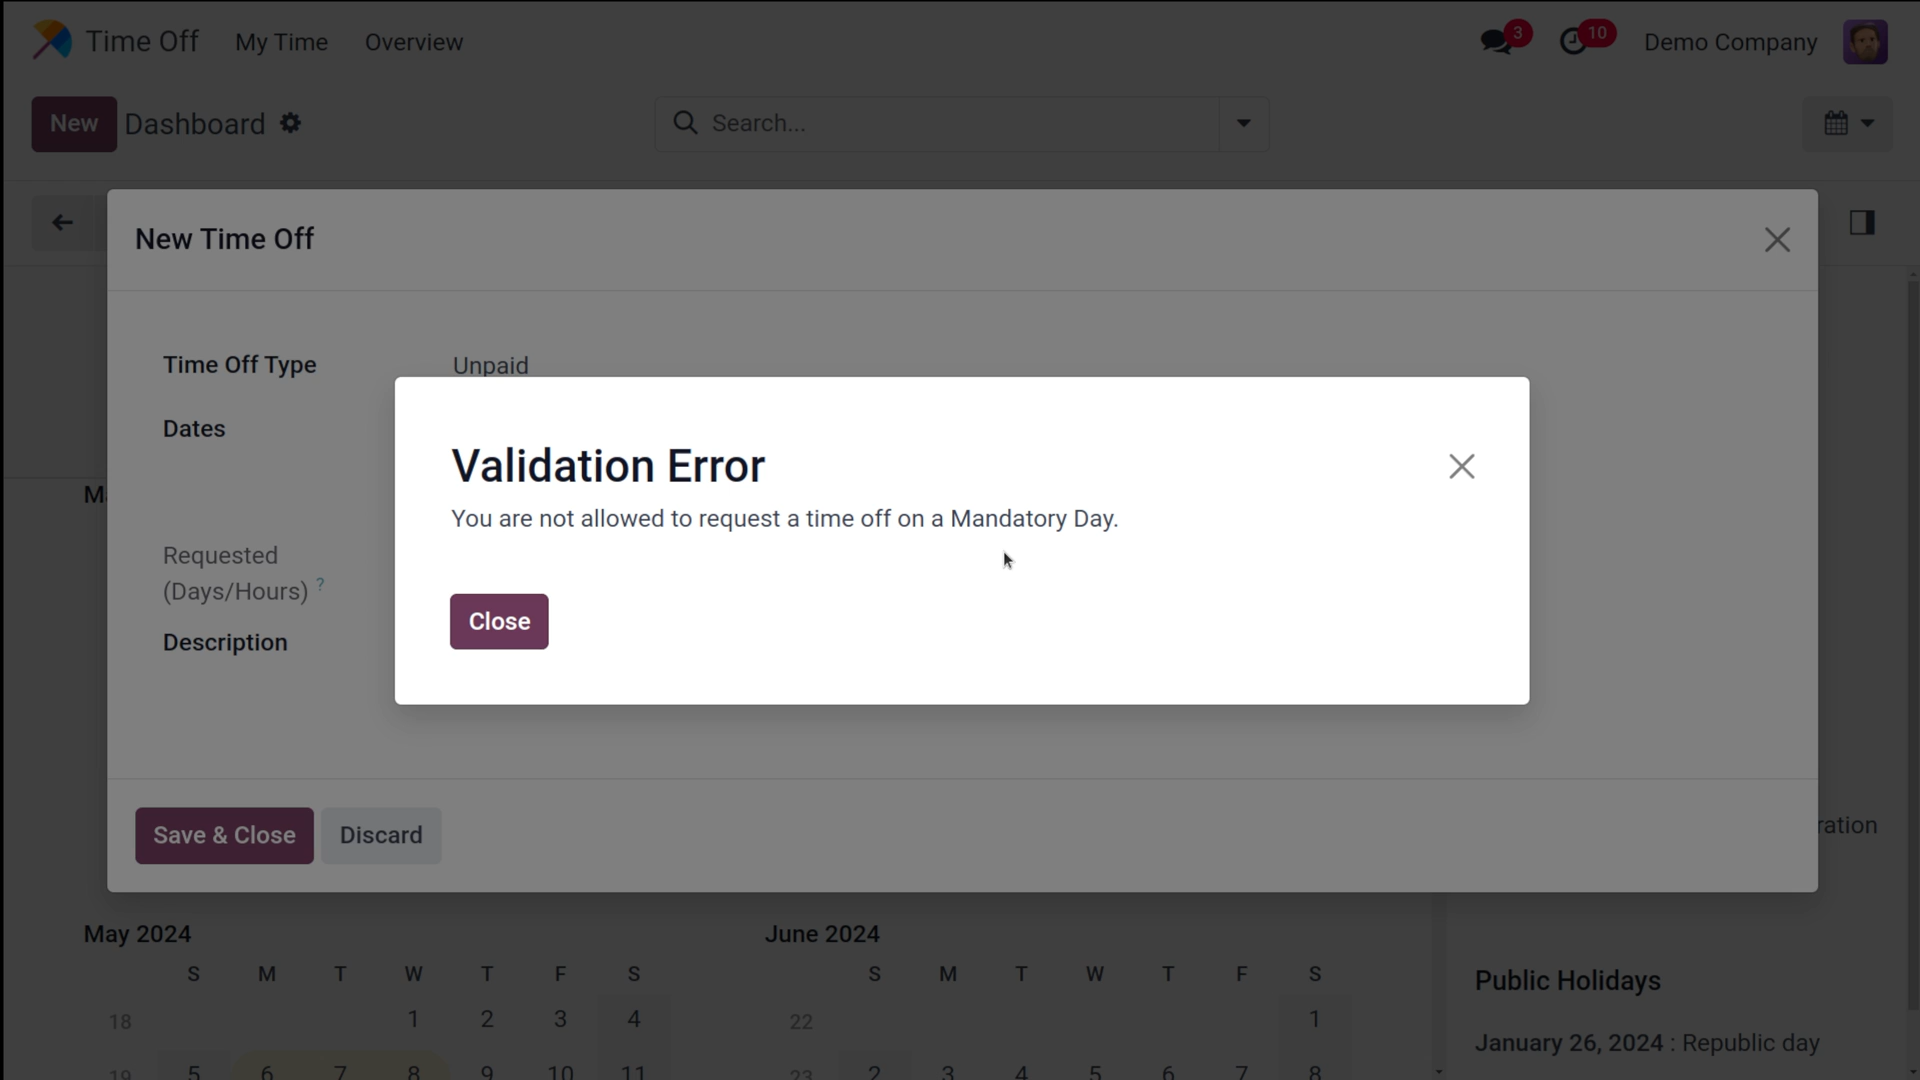 Time Off My Time Overview 3 10 Demo Company
New Dashboard Search...
New Time Off
Time Off Type Unpaid
Dates
Validation Error
You are not allowed to request a time off on a Mandatory Day.
Requested
(Days/Hours) ?
Close
Description
Save & Close Discard
ration
May 2024 June 2024
S M T W T F S S M T W T F S
Public Holidays
18 1 2 3 4 22 1
January 26, 2024 : Republic day
19 5 6 7 8 9 10 11 23 2 3 4 5 6 7 8